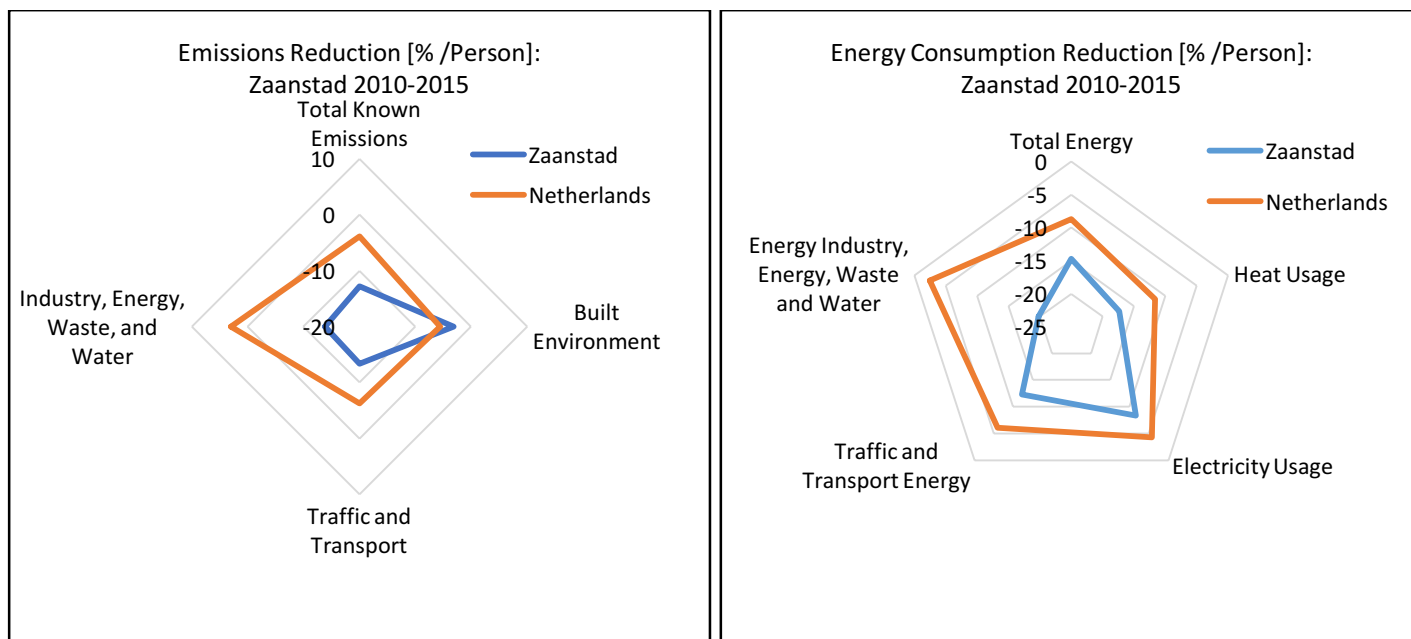 Emissions Reduction [% /Person]:
Zaanstad 2010-2015
Total Known
Emissions
10
0
-10
-20
Zaanstad
Netherlands
Industry, Energy,
Waste, and
Water
Built
Environment
Traffic and
Transport
Energy Consumption Reduction [% /Person]:
Zaanstad 2010-2015
Total Energy
0
-5
-10
-15
-20
-25
Zaanstad
Netherlands
Energy Industry,
Energy, Waste
and Water
Heat Usage
Traffic and
Transport Energy
Electricity Usage